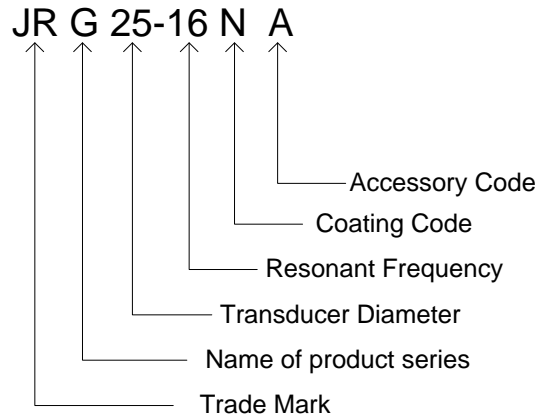 JR G 25-16 N A
Accessory Code
Coating Code
Resonant Frequency
Transducer Diameter
Name of product series
Trade Mark